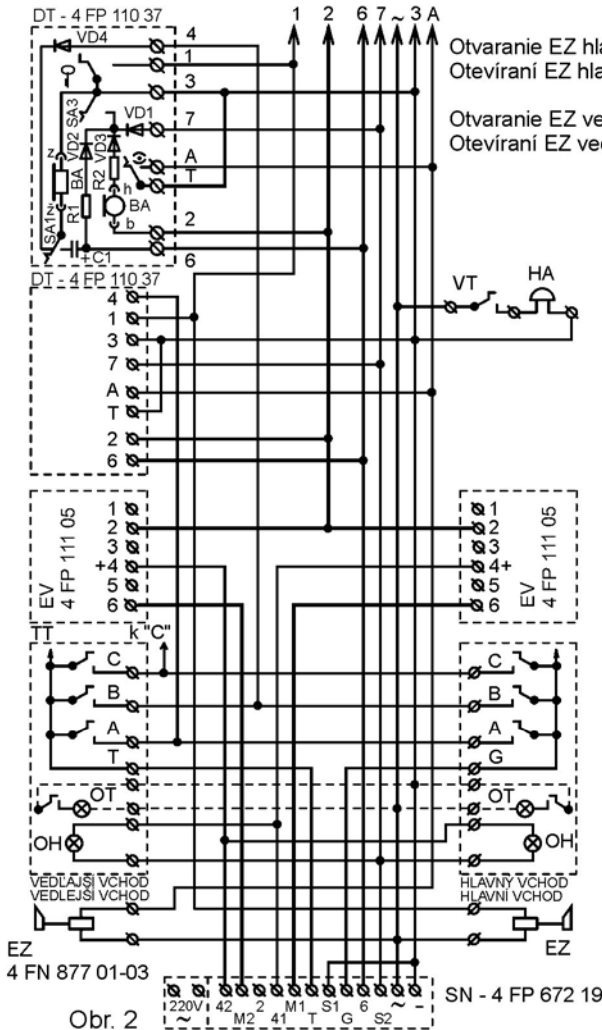 DT - 4 FP 110 37
1 2 6 7 ~ 3 A
VD4
4
1
3
VD1
7
SA3
VD2
VD3
A
T
z
BA
R1
R2
h
BA
b
ž
SA1
+C1
2
6
Otvaranie EZ hla
Otevíraní EZ hla
Otvaranie EZ ve
Otevíraní EZ ve
DT - 4 FP 110 37
4
1
3
7
A
T
2
6
VT
HA
1
2
3
+4
5
6
EV
4 FP 111 05
1
2
3
4+
5
6
EV
4 FP 111 05
TT
k "C"
C
B
A
T
OT
OH
C
B
A
G
OT
OH
VEDĽAJŠÍ VCHOD
VEDLEJŠÍ VCHOD
HLAVNÝ VCHOD
HLAVNÍ VCHOD
EZ
4 FN 877 01-03
EZ
220V
~
42
M2
2
41
M1
T
S1
G
6
S2
~
-
SN - 4 FP 672 19
Obr. 2